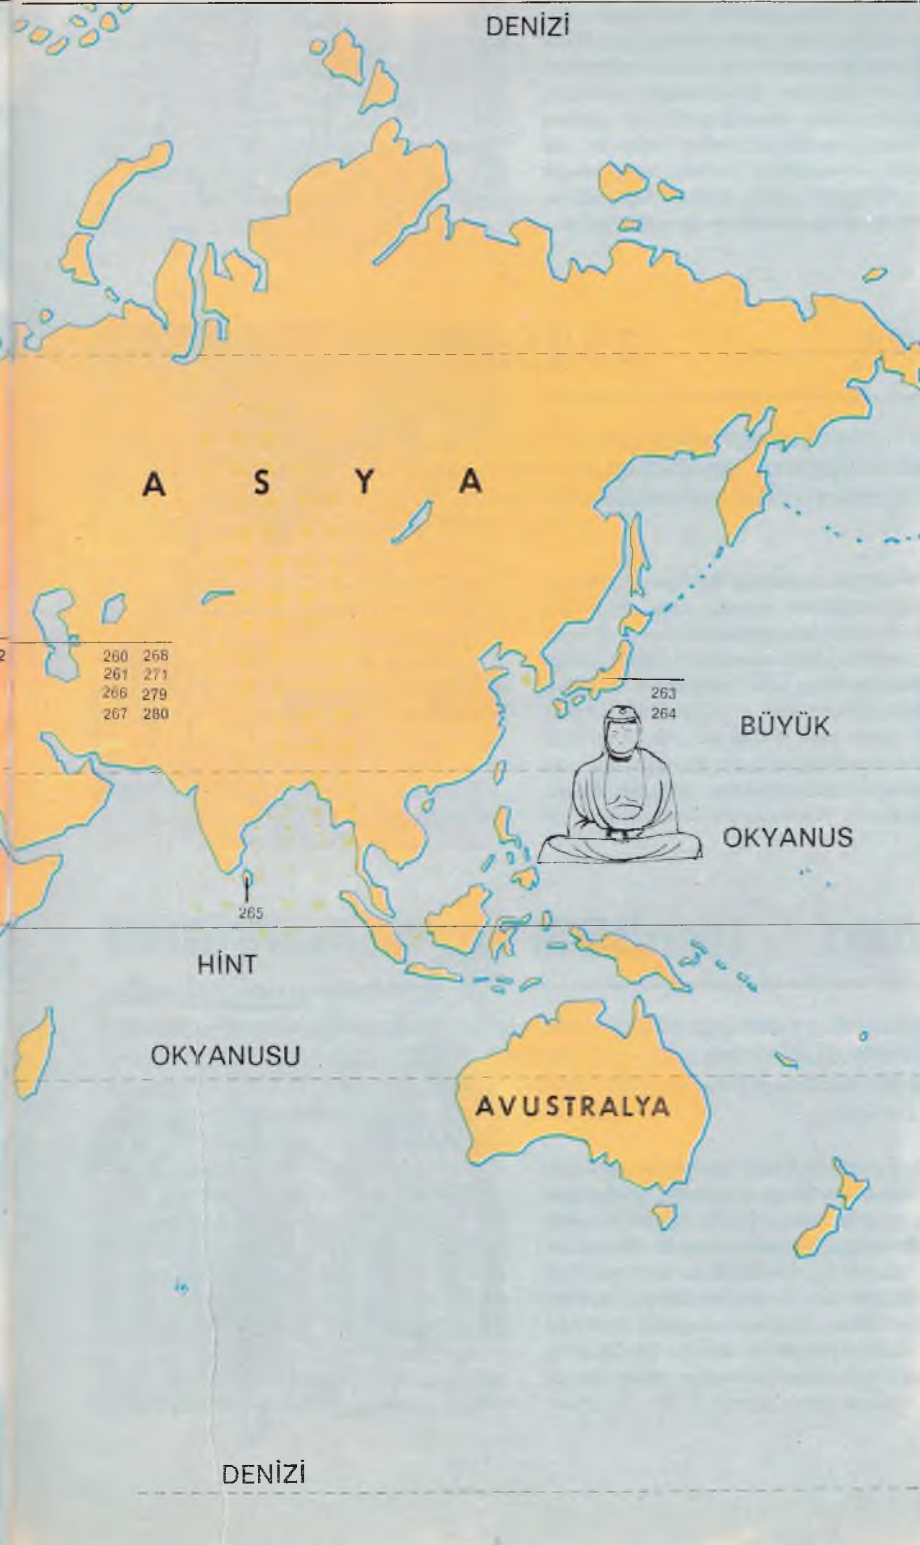 DENİZİ
A S Y A
2
260 268
261 271
266 279
267 280
263
264
BÜYÜK
OKYANUS
265
HİNT
OKYANUSU
AVUSTRALYA
DENİZİ